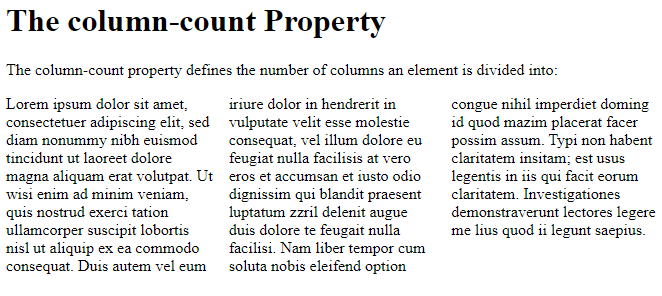 The column-count Property
The column-count property defines the number of columns an element is divided into:
Lorem ipsum dolor sit amet,
consectetuer adipiscing elit, sed
diam nonummy nibh euismod
tincidunt ut laoreet dolore
magna aliquam erat volutpat. Ut
wisi enim ad minim veniam,
quis nostrud exerci tation
ullamcorper suscipit lobortis
nisl ut aliquip ex ea commodo
consequat. Duis autem vel eum
iriure dolor in hendrerit in
vulputate velit esse molestie
consequat, vel illum dolore eu
feugiat nulla facilisis at vero
eros et accumsan et iusto odio
dignissim qui blandit praesent
luptatum zzril delenit augue
duis dolore te feugait nulla
facilisi. Nam liber tempor cum
soluta nobis eleifend option
congue nihil imperdiet doming
id quod mazim placerat facer
possim assum. Typi non habent
claritatem insitam; est usus
legentis in iis qui facit eorum
claritatem. Investigationes
demonstraverunt lectores legere
me lius quod ii legunt saepius.